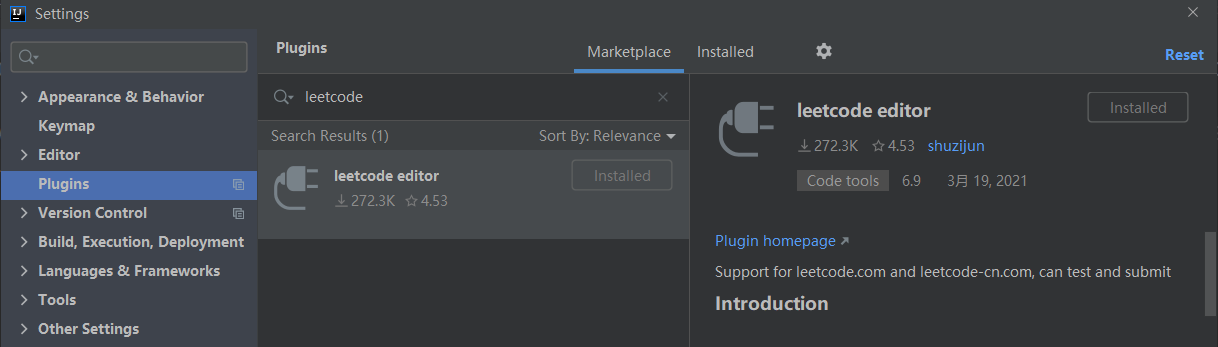 Settings
Plugins
Marketplace
Installed
Reset
Appearance & Behavior
Keymap
Editor
Plugins
Version Control
Build, Execution, Deployment
Languages & Frameworks
Tools
Other Settings
leetcode
Search Results (1)
Sort By: Relevance
leetcode editor
272.3K
4.53
Installed
leetcode editor
Installed
272.3K
4.53
shuzijun
Code tools
6.9
3月 19, 2021
Plugin homepage
Support for leetcode.com and leetcode-cn.com, can test and submit
Introduction